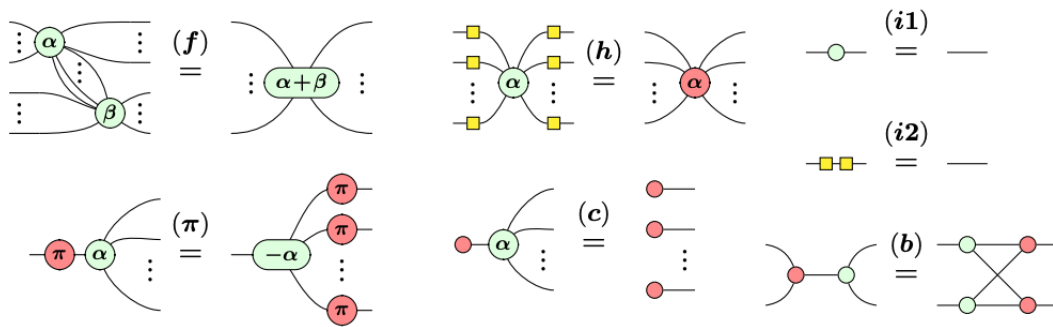 α ⋮ ⋮ ⋮ β ⋮ ⋮ (f) = ⋮ α+β ⋮
⋮ α ⋮ (h) = ⋮ α ⋮
(i1) =
(i2) =
π α ⋮ (π) = −α π π ⋮ π
α ⋮ (c) = ⋮
(b) =